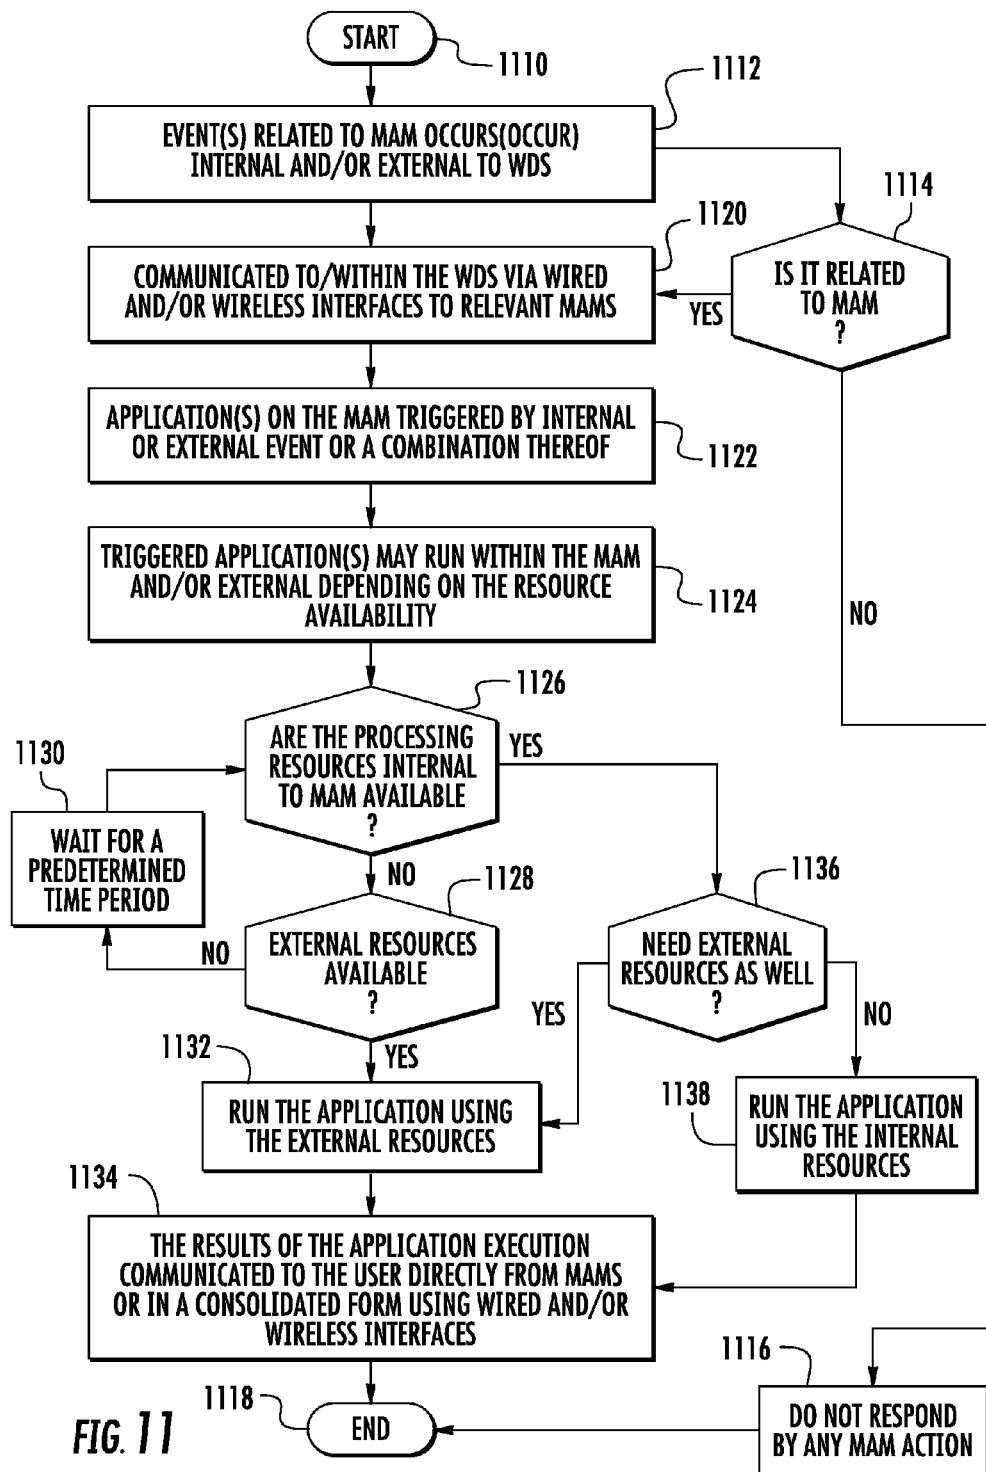 START
1110
1112
EVENT(S) RELATED TO MAM OCCURS(OCCUR)
INTERNAL AND/OR EXTERNAL TO WDS
1114
IS IT RELATED
TO MAM
?
YES
NO
1120
COMMUNICATED TO/WITHIN THE WDS VIA WIRED
AND/OR WIRELESS INTERFACES TO RELEVANT MAMS
APPLICATION(S) ON THE MAM TRIGGERED BY INTERNAL
OR EXTERNAL EVENT OR A COMBINATION THEREOF
1122
TRIGGERED APPLICATION(S) MAY RUN WITHIN THE MAM
AND/OR EXTERNAL DEPENDING ON THE RESOURCE
AVAILABILITY
1124
1126
ARE THE PROCESSING
RESOURCES INTERNAL
TO MAM AVAILABLE
?
YES
NO
1130
WAIT FOR A
PREDETERMINED
TIME PERIOD
1128
EXTERNAL RESOURCES
AVAILABLE
?
NO
YES
1136
NEED EXTERNAL
RESOURCES AS WELL
?
YES
NO
1132
RUN THE APPLICATION USING
THE EXTERNAL RESOURCES
1138
RUN THE APPLICATION
USING THE INTERNAL
RESOURCES
1134
THE RESULTS OF THE APPLICATION EXECUTION
COMMUNICATED TO THE USER DIRECTLY FROM MAMS
OR IN A CONSOLIDATED FORM USING WIRED AND/OR
WIRELESS INTERFACES
1116
DO NOT RESPOND
BY ANY MAM ACTION
1118
END
FIG. 11